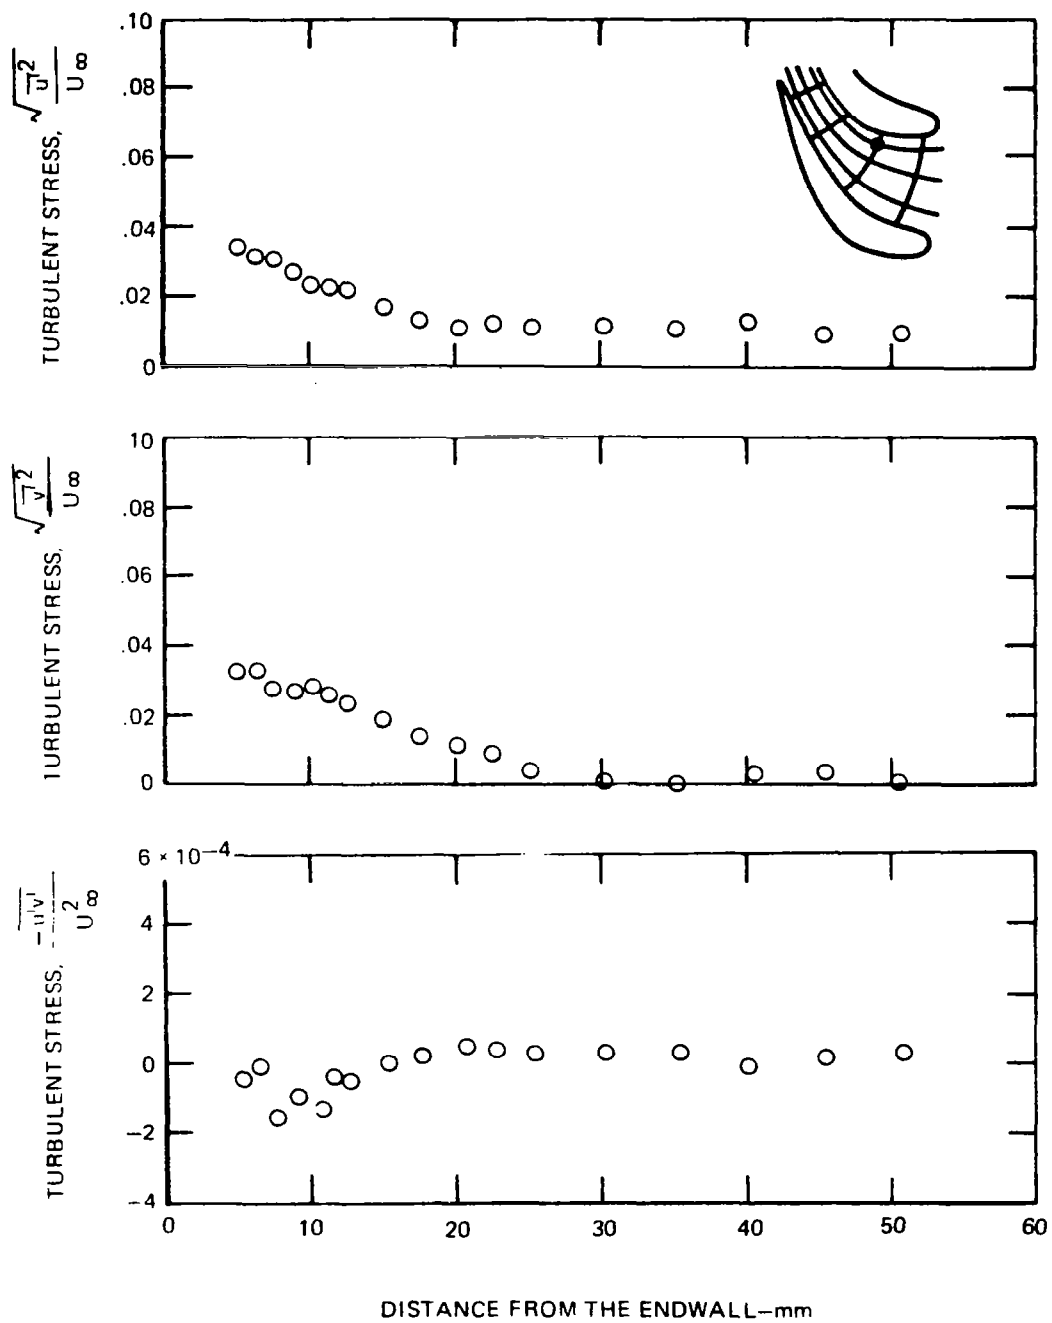 TURBULENT STRESS, √u'² / U∞
.10
.08
.06
.04
.02
0
TURBULENT STRESS, √v'² / U∞
10
.08
.06
.04
.02
0
TURBULENT STRESS, −u'v' / U∞²
6 × 10−4
4
2
0
−2
−4
0 10 20 30 40 50 60
DISTANCE FROM THE ENDWALL–mm